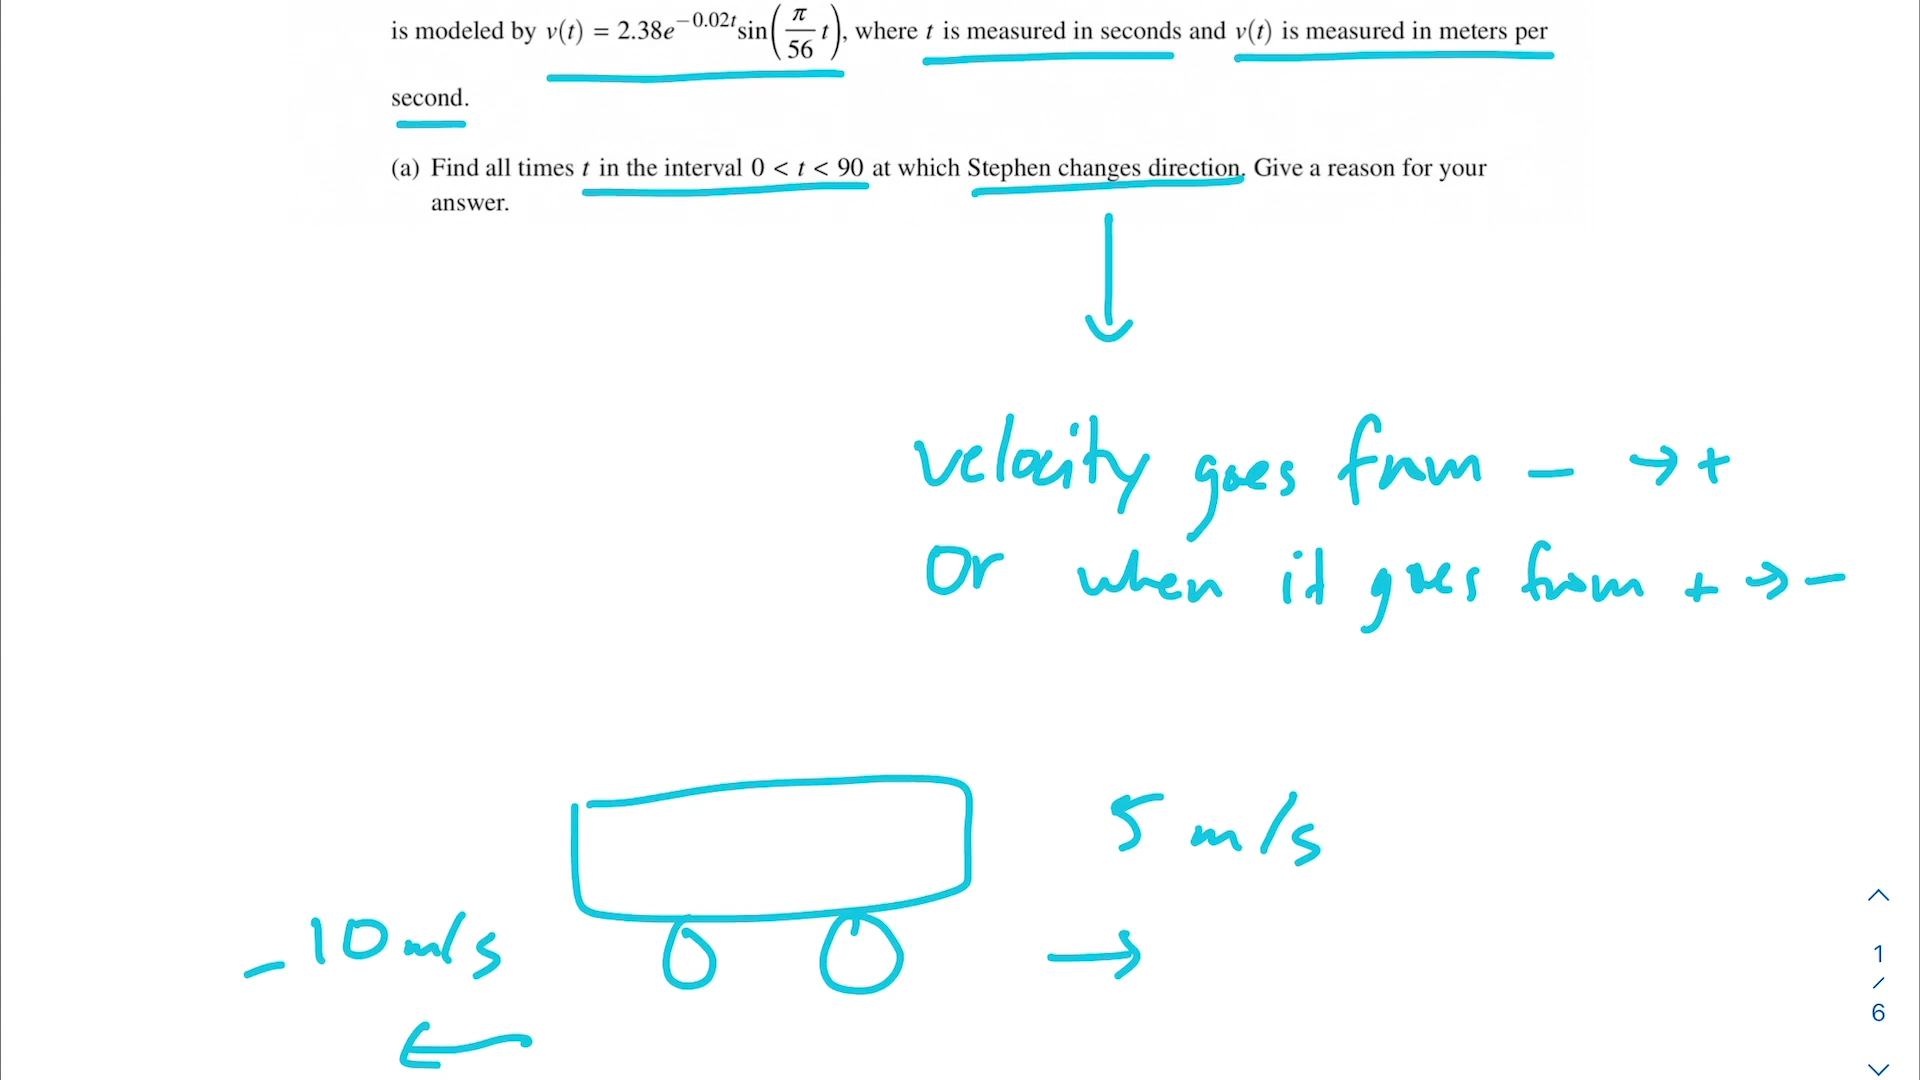 is modeled by v(t) = 2.38e^{-0.02t} sin(π/56 t), where t is measured in seconds and v(t) is measured in meters per
second.
(a) Find all times t in the interval 0 < t < 90 at which Stephen changes direction. Give a reason for your
answer.
velocity goes from - → +
Or when it goes from + → -
5 m/s
- 10 m/s
1
/
6